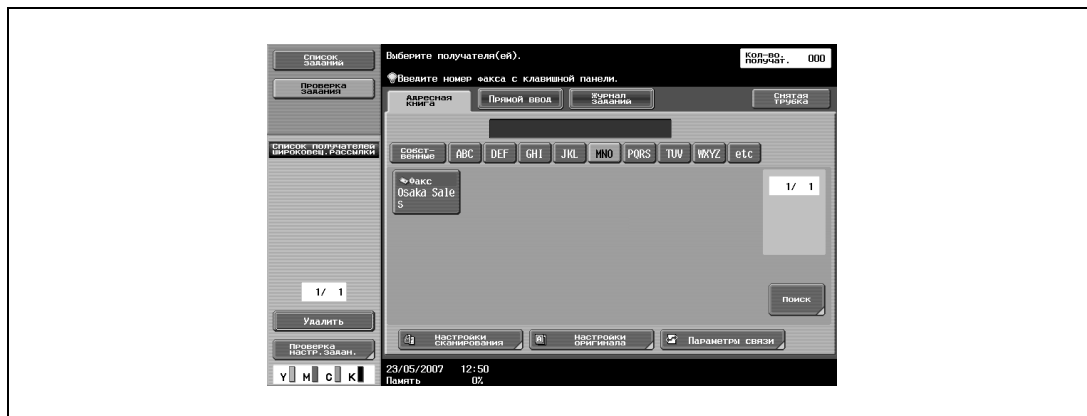 Список
заданий
Проверка
задания
Список получателей
широковещ.рассылки
1/ 1
Удалить
Проверка
настр.задан.
Y M C K
Выберите получателя(ей).
Кол-во.
получат. 000
Введите номер факса с клавишной панели.
Адресная
книга
Прямой ввод
Журнал
заданий
Снятая
трубка
Собст-
венные
ABC DEF GHI JKL MNO PQRS TUV WXYZ etc
Факс
Osaka Sale
s
1/ 1
Поиск
Настройки
сканирования
Настройки
оригинала
Параметры связи
23/05/2007 12:50
Память 0%